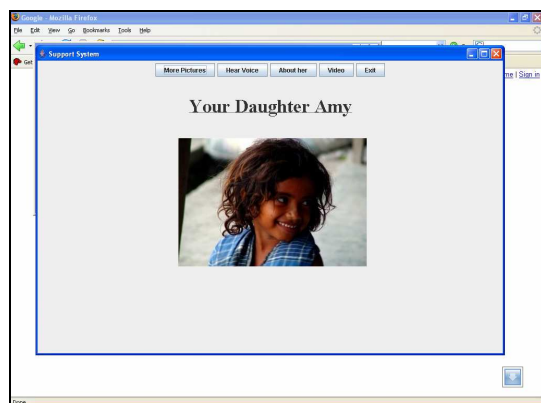 Google - Mozilla Firefox
File Edit View Go Bookmarks Tools Help
Get
Support System
me | Sign in
More Pictures Hear Voice About her Video Exit
Your Daughter Amy
Done